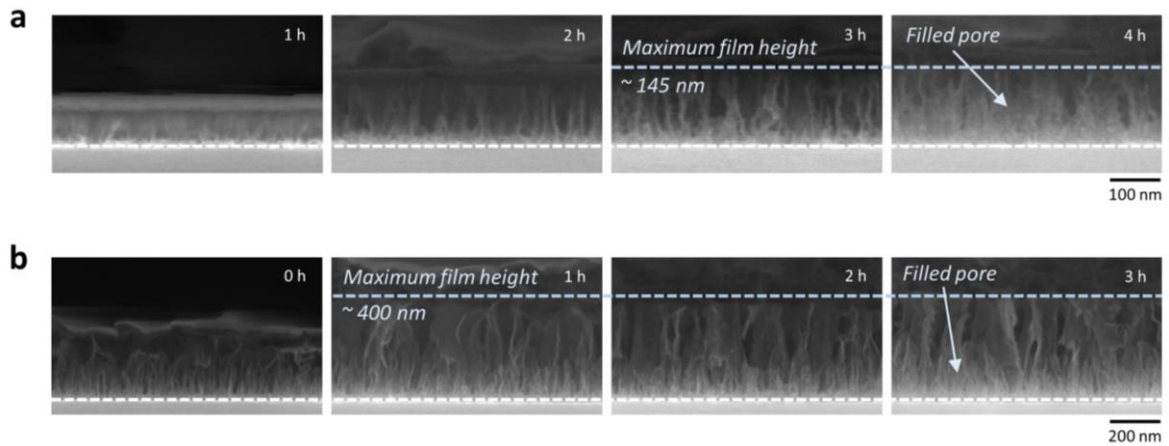 a
1 h
2 h
Maximum film height 3 h
~ 145 nm
Filled pore 4 h
100 nm
b
0 h
Maximum film height 1 h
~ 400 nm
2 h
Filled pore 3 h
200 nm